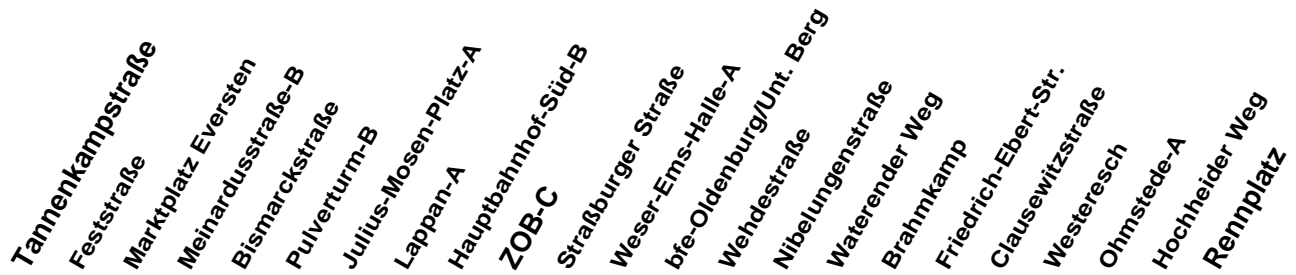 Tannenkampstraße
Feststraße
Marktplatz Eversten
Meinardusstraße-B
Bismarckstraße
Pulverturm-B
Julius-Mosen-Platz-A
Lappan-A
Hauptbahnhof-Süd-B
ZOB-C
Straßburger Straße
Weser-Ems-Halle-A
bfe-Oldenburg/Unt. Berg
Wehdestraße
Nibelungenstraße
Waterender Weg
Brahmkamp
Friedrich-Ebert-Str.
Clausewitzstraße
Westeresch
Ohmstede-A
Hochheider Weg
Rennplatz